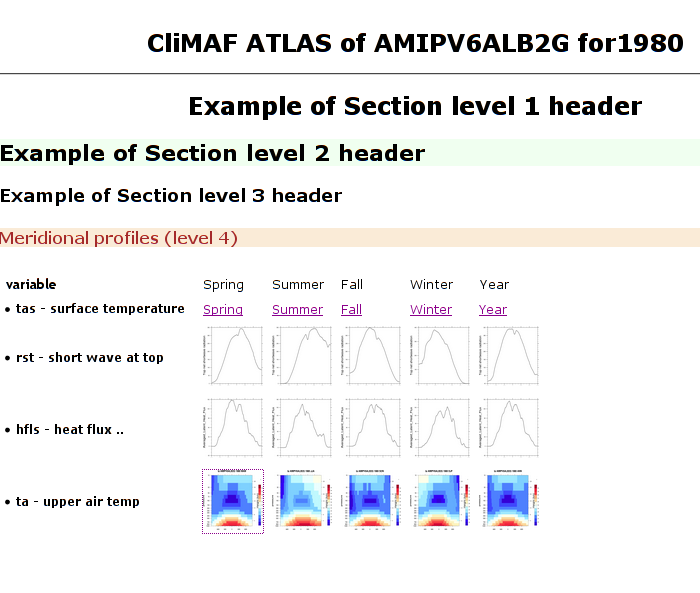 CliMAF ATLAS of AMIPV6ALB2G for1980
Example of Section level 1 header
Example of Section level 2 header
Example of Section level 3 header
Meridional profiles (level 4)
variable Spring Summer Fall Winter Year
• tas - surface temperature Spring Summer Fall Winter Year
• rst - short wave at top
• hfls - heat flux ..
• ta - upper air temp